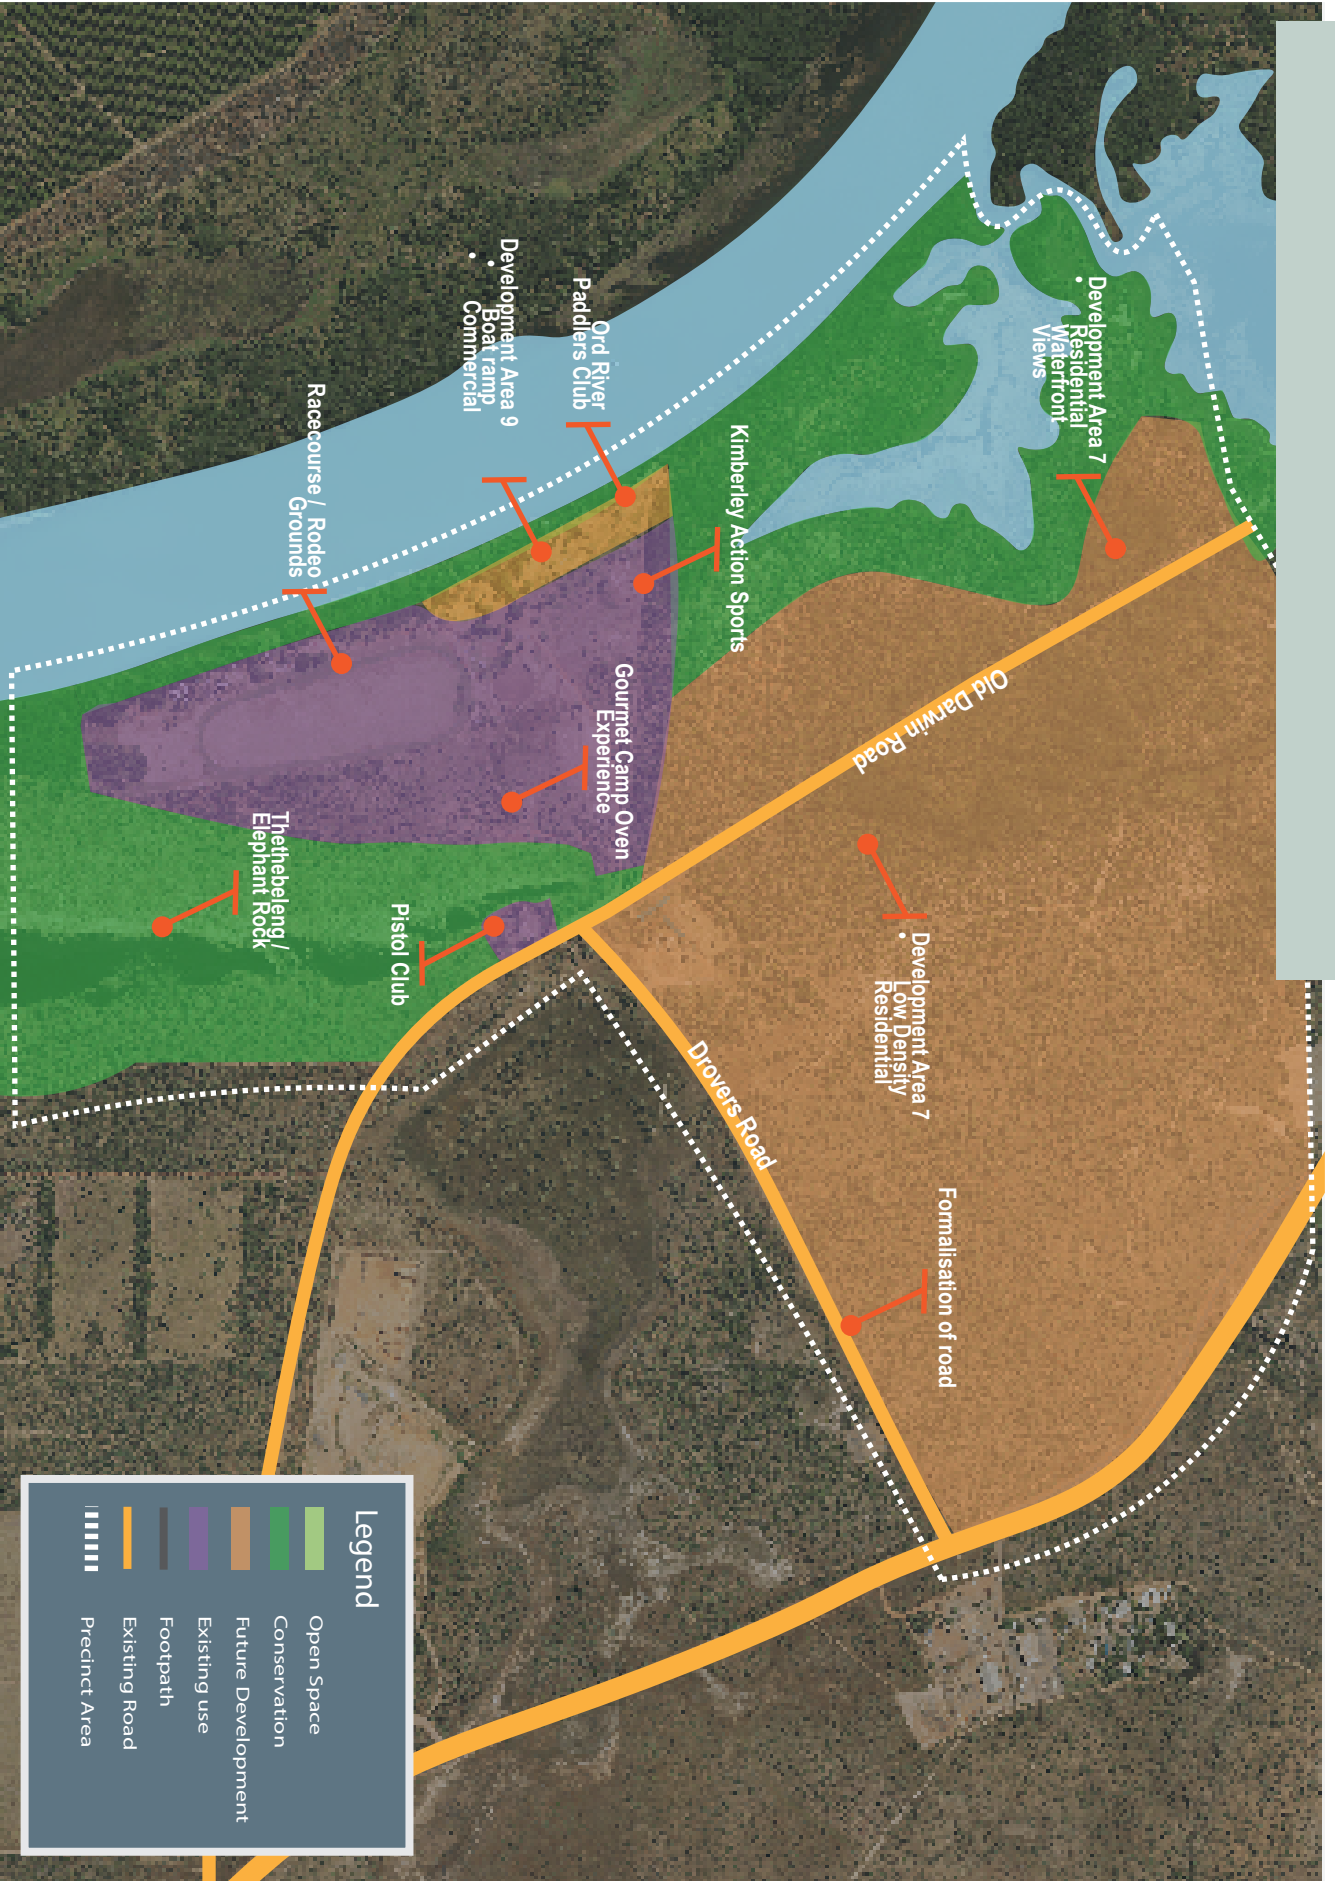 Development Area 7
• Residential
Waterfront
Views
Kimberley Action Sports
Ord River
Paddlers Club
Development Area 9
• Boat ramp
• Commercial
Racecourse / Rodeo
Grounds
Gourmet Camp Oven
Experience
Thethebeleng /
Elephant Rock
Pistol Club
Old Darwin Road
Development Area 7
• Low Density
Residential
Drovers Road
Formalisation of road
Legend
Open Space
Conservation
Future Development
Existing use
Footpath
Existing Road
Precinct Area